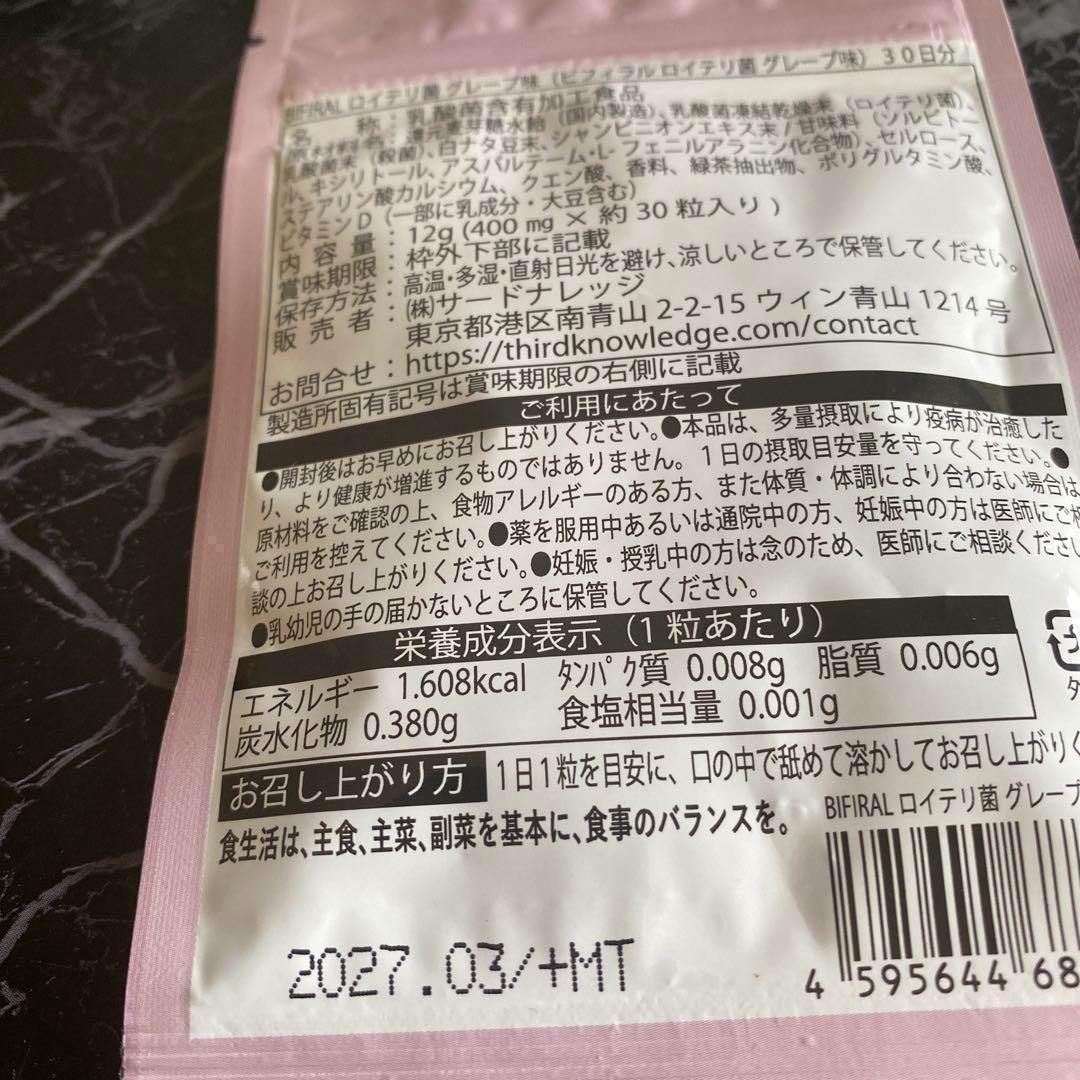 BIFIRAL ロイテリ菌 グレープ味（ビフィラル ロイテリ菌 グレープ味）30日分
名　　称：乳酸菌含有加工食品
原材料名：還元麦芽糖水飴（国内製造）、乳酸菌凍結乾燥末（ロイテリ菌）、
乳酸菌末（殺菌）、白ナタ豆末、シャンピニオンエキス末／甘味料（ソルビトー
ル、キシリトール、アスパルテーム・L-フェニルアラニン化合物）、セルロース、
ステアリン酸カルシウム、クエン酸、香料、緑茶抽出物、ポリグルタミン酸、
ビタミンD（一部に乳成分・大豆含む）
内 容 量：12g (400 mg × 約 30 粒入り )
賞味期限：枠外下部に記載
保存方法：高温・多湿・直射日光を避け、涼しいところで保管してください。
販 売 者：(株)サードナレッジ
東京都港区南青山 2-2-15 ウィン青山 1214 号
お問合せ：https://thirdknowledge.com/contact
製造所固有記号は賞味期限の右側に記載
ご利用にあたって
●開封後はお早めにお召し上がりください。●本品は、多量摂取により疫病が治癒した
り、より健康が増進するものではありません。1日の摂取目安量を守ってください。●
原材料をご確認の上、食物アレルギーのある方、また体質・体調により合わない場合は
ご利用を控えてください。●薬を服用中あるいは通院中の方、妊娠中の方は医師にご相
談の上お召し上がりください。●妊娠・授乳中の方は念のため、医師にご相談くださ
●乳幼児の手の届かないところに保管してください。
栄養成分表示（1 粒あたり）
エネルギー 1.608kcal　タンパク質 0.008g　脂質 0.006g
炭水化物 0.380g　食塩相当量 0.001g
お召し上がり方　1日1粒を目安に、口の中で舐めて溶かしてお召し上がりく
食生活は、主食、主菜、副菜を基本に、食事のバランスを。
BIFIRAL ロイテリ菌 グレープ
2027.03/+MT
4 595644 68